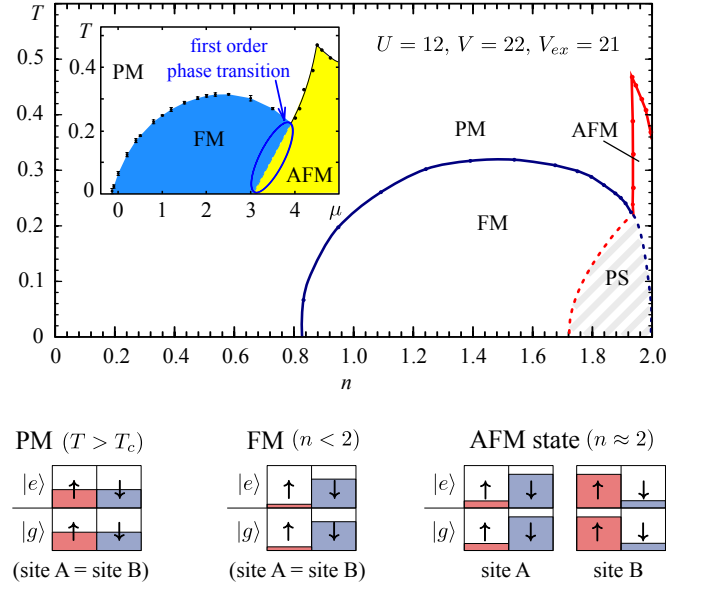 T
U = 12, V = 22, V_ex = 21
0.4
0.3
0.2
0.1
0
0 0.2 0.4 0.6 0.8 1.0 1.2 1.4 1.6 1.8 2.0
n
PM
FM
AFM
PS
T
0.4
0.2
0
0 1 2 3 4 μ
PM
first order
phase transition
FM
AFM
PM (T > T_c)
|e⟩ ↑ ↓
|g⟩ ↑ ↓
(site A = site B)
FM (n < 2)
|e⟩ ↑ ↓
|g⟩ ↑ ↓
(site A = site B)
AFM state (n ≈ 2)
|e⟩ ↑ ↓ ↑ ↓
|g⟩ ↑ ↓ ↑ ↓
site A site B